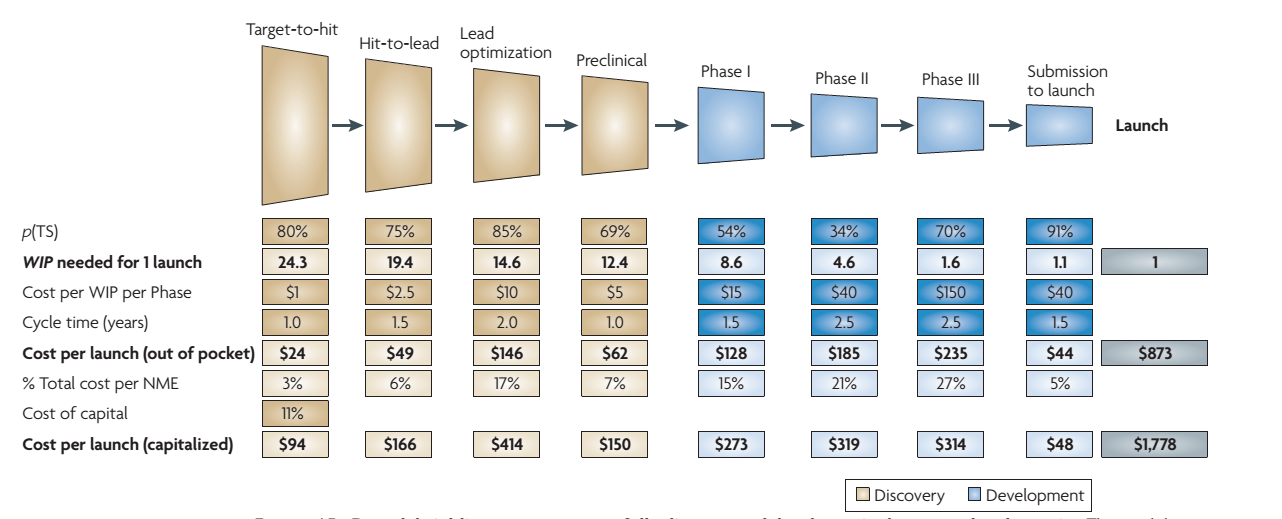 Target-to-hit
Hit-to-lead
Lead
optimization
Preclinical
Phase I
Phase II
Phase III
Submission
to launch
Launch
p(TS) 80% 75% 85% 69% 54% 34% 70% 91%
WIP needed for 1 launch 24.3 19.4 14.6 12.4 8.6 4.6 1.6 1.1 1
Cost per WIP per Phase $1 $2.5 $10 $5 $15 $40 $150 $40
Cycle time (years) 1.0 1.5 2.0 1.0 1.5 2.5 2.5 1.5
Cost per launch (out of pocket) $24 $49 $146 $62 $128 $185 $235 $44 $873
% Total cost per NME 3% 6% 17% 7% 15% 21% 27% 5%
Cost of capital 11%
Cost per launch (capitalized) $94 $166 $414 $150 $273 $319 $314 $48 $1,778
Discovery Development